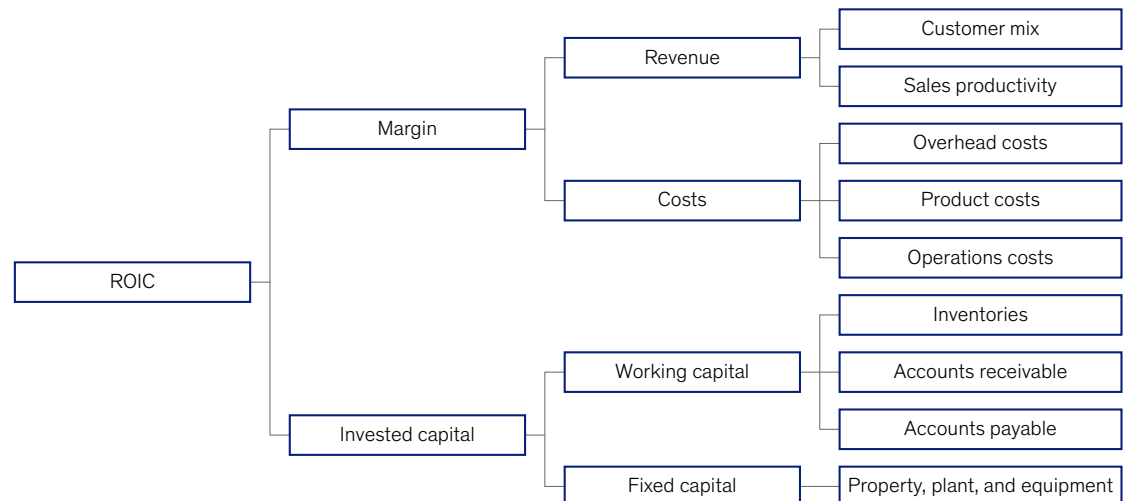 Customer mix
Revenue
Sales productivity
Margin
Overhead costs
Costs
Product costs
Operations costs
ROIC
Inventories
Working capital
Accounts receivable
Accounts payable
Invested capital
Fixed capital
Property, plant, and equipment